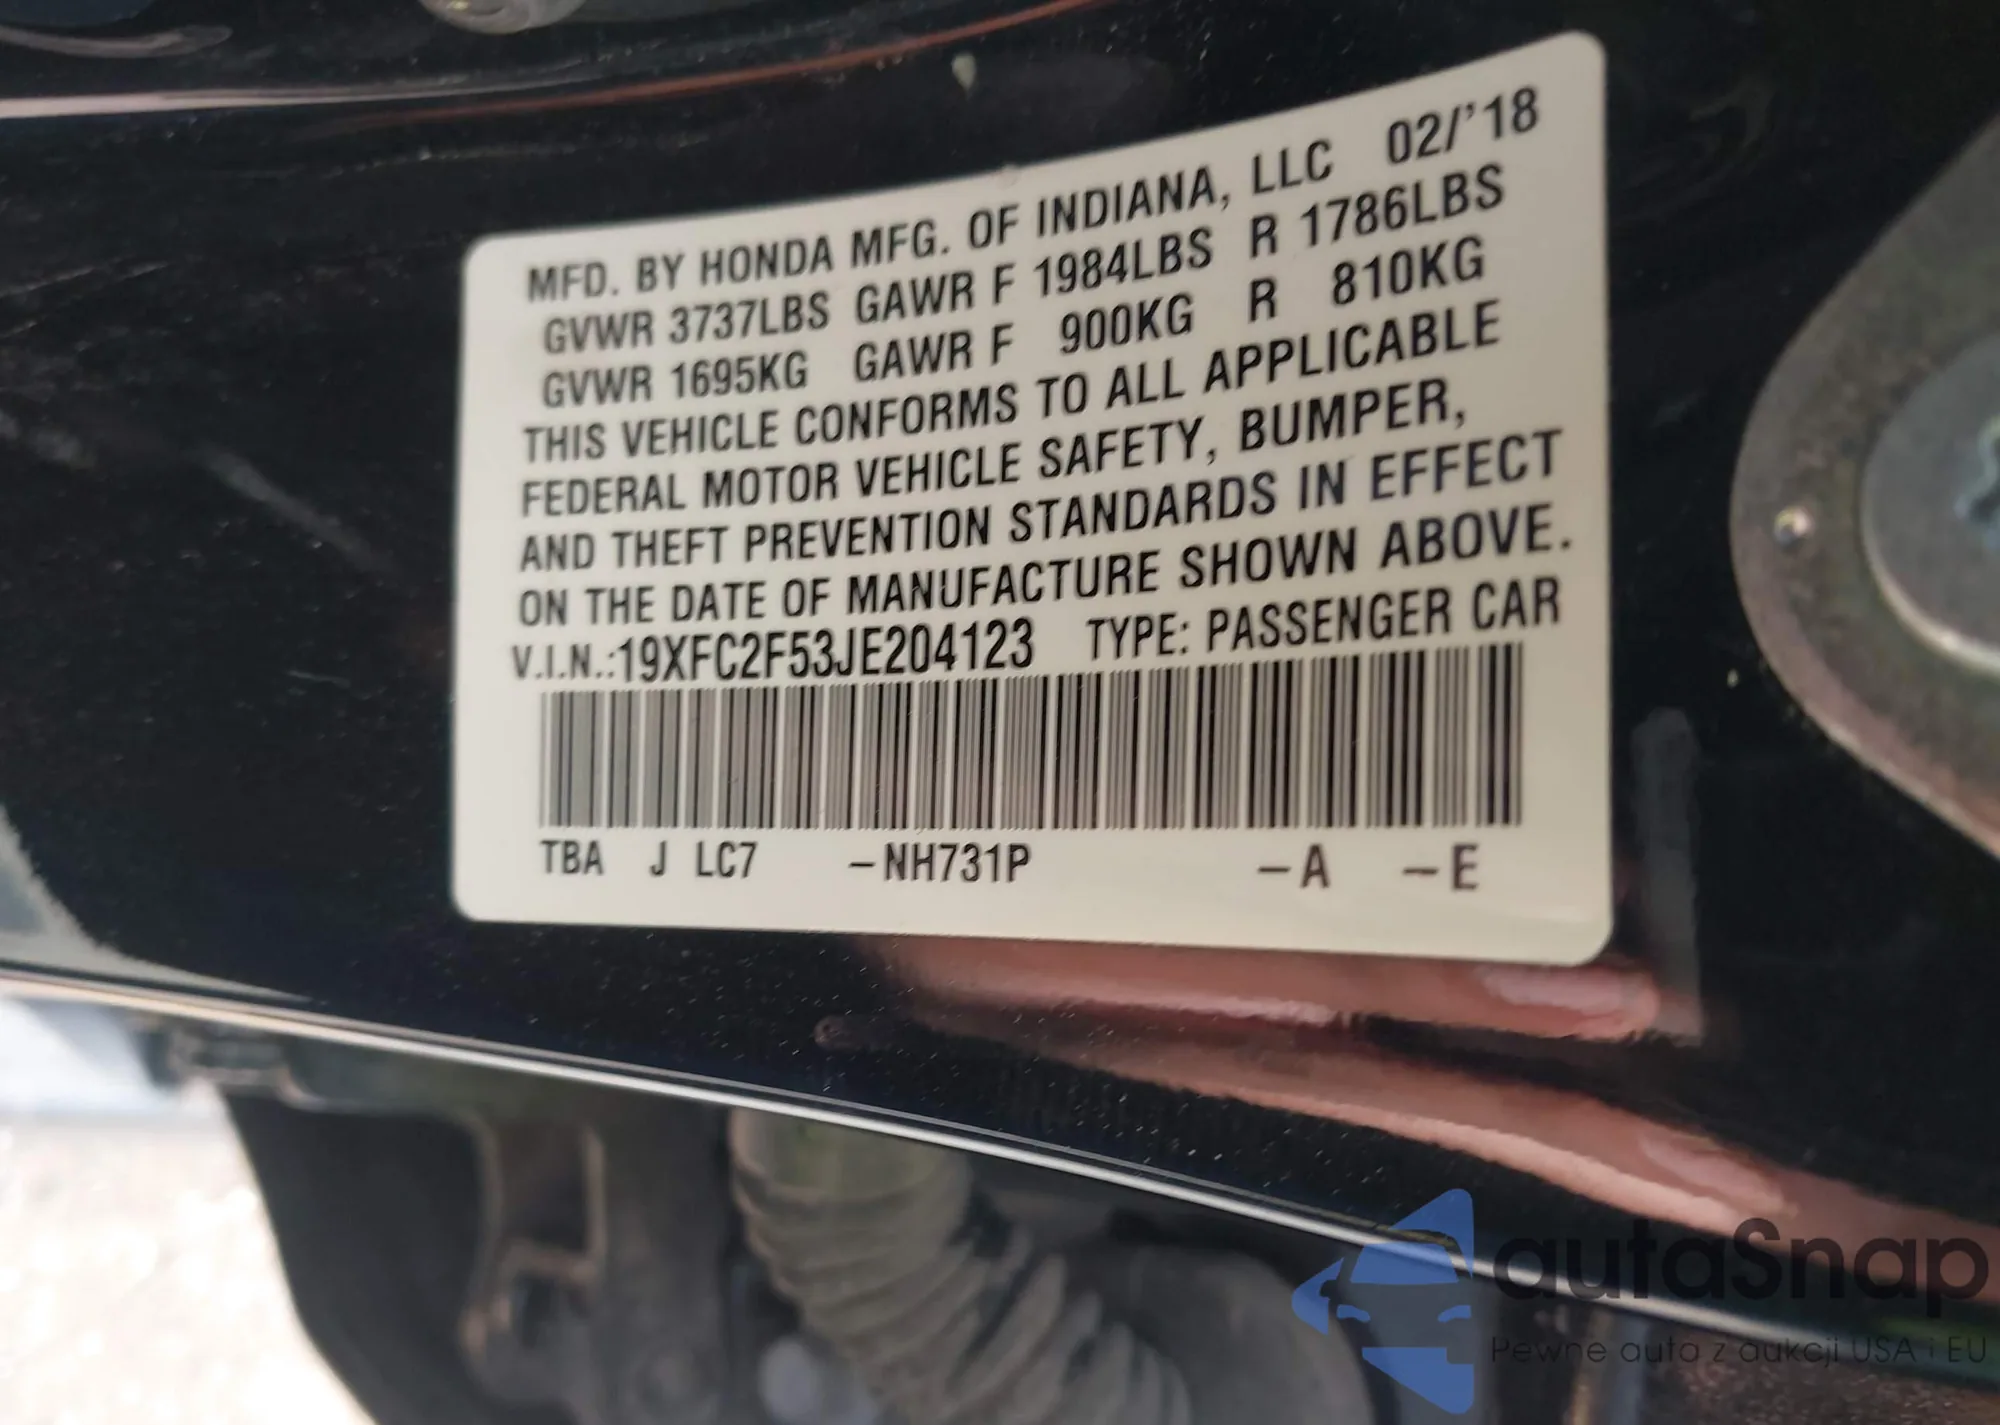 MFD. BY HONDA MFG. OF INDIANA, LLC 02/'18
GVWR 3737LBS GAWR F 1984LBS R 1786LBS
GVWR 1695KG GAWR F 900KG R 810KG
THIS VEHICLE CONFORMS TO ALL APPLICABLE
FEDERAL MOTOR VEHICLE SAFETY, BUMPER,
AND THEFT PREVENTION STANDARDS IN EFFECT
ON THE DATE OF MANUFACTURE SHOWN ABOVE.
V.I.N.:19XFC2F53JE204123 TYPE: PASSENGER CAR
TBA J LC7 –NH731P –A –E
autaSnap
Pewne auta z aukcji USA i EU